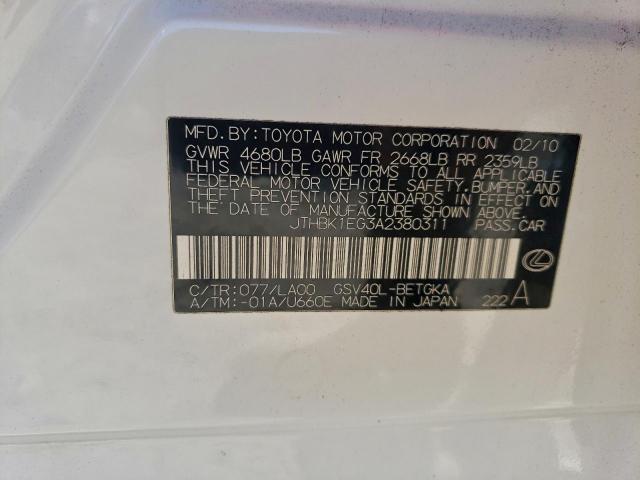 MFD. BY: TOYOTA MOTOR CORPORATION 02/10
GVWR 4680LB GAWR FR 2668LB RR 2359LB
THIS VEHICLE CONFORMS TO ALL APPLICABLE
FEDERAL MOTOR VEHICLE SAFETY, BUMPER, AND
THEFT PREVENTION STANDARDS IN EFFECT ON
THE DATE OF MANUFACTURE SHOWN ABOVE.
JTHBK1EG3A2380311 PASS. CAR
C/TR: 077/LA00 GSV40L-BETGKA
A/TM: -01A/U660E MADE IN JAPAN 222 A